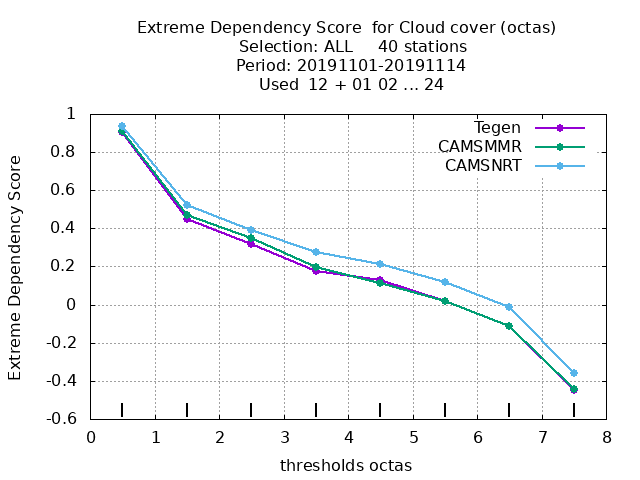 Extreme Dependency Score  for Cloud cover (octas)
Selection: ALL     40 stations
Period: 20191101-20191114
Used  12 + 01 02 ... 24
Extreme Dependency Score
1
0.8
0.6
0.4
0.2
0
-0.2
-0.4
-0.6
Tegen
CAMSMMR
CAMSNRT
0 1 2 3 4 5 6 7 8
thresholds octas